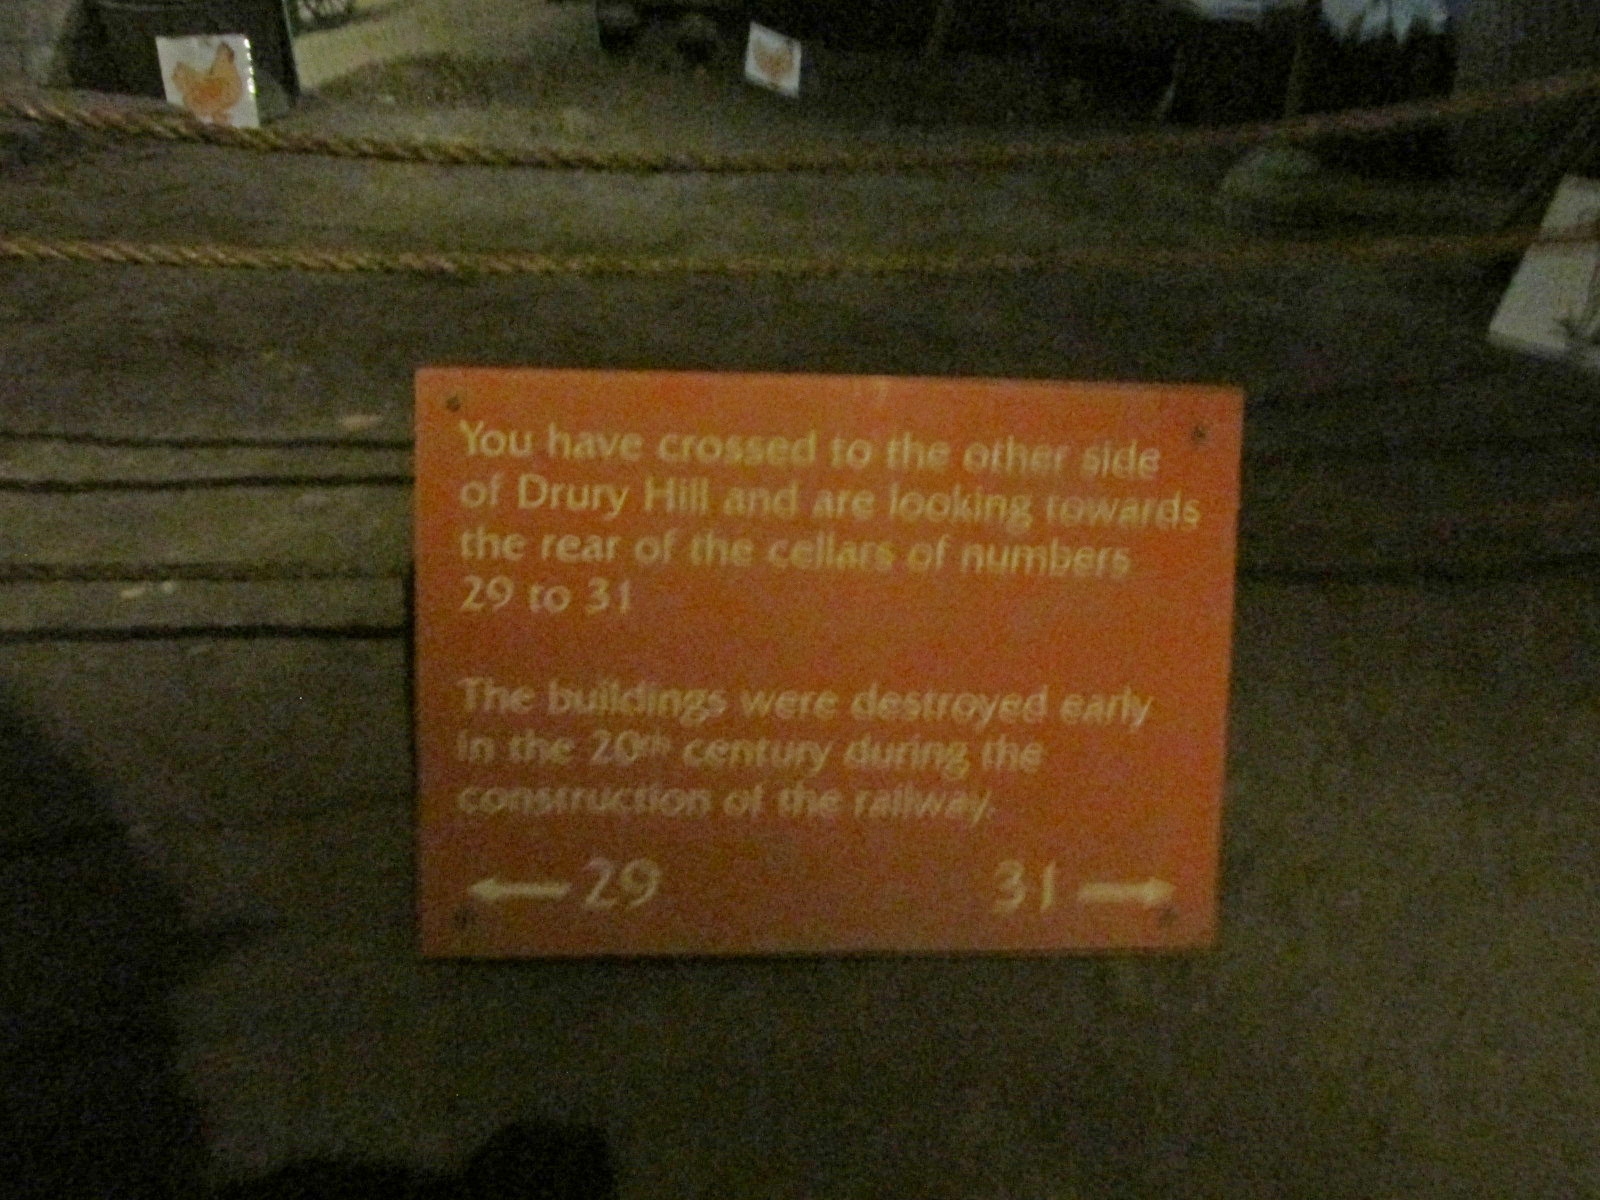 You have crossed to the other side
of Drury Hill and are looking towards
the rear of the cellars of numbers
29 to 31
The buildings were destroyed early
in the 20th century during the
construction of the railway.
← 29 31 →